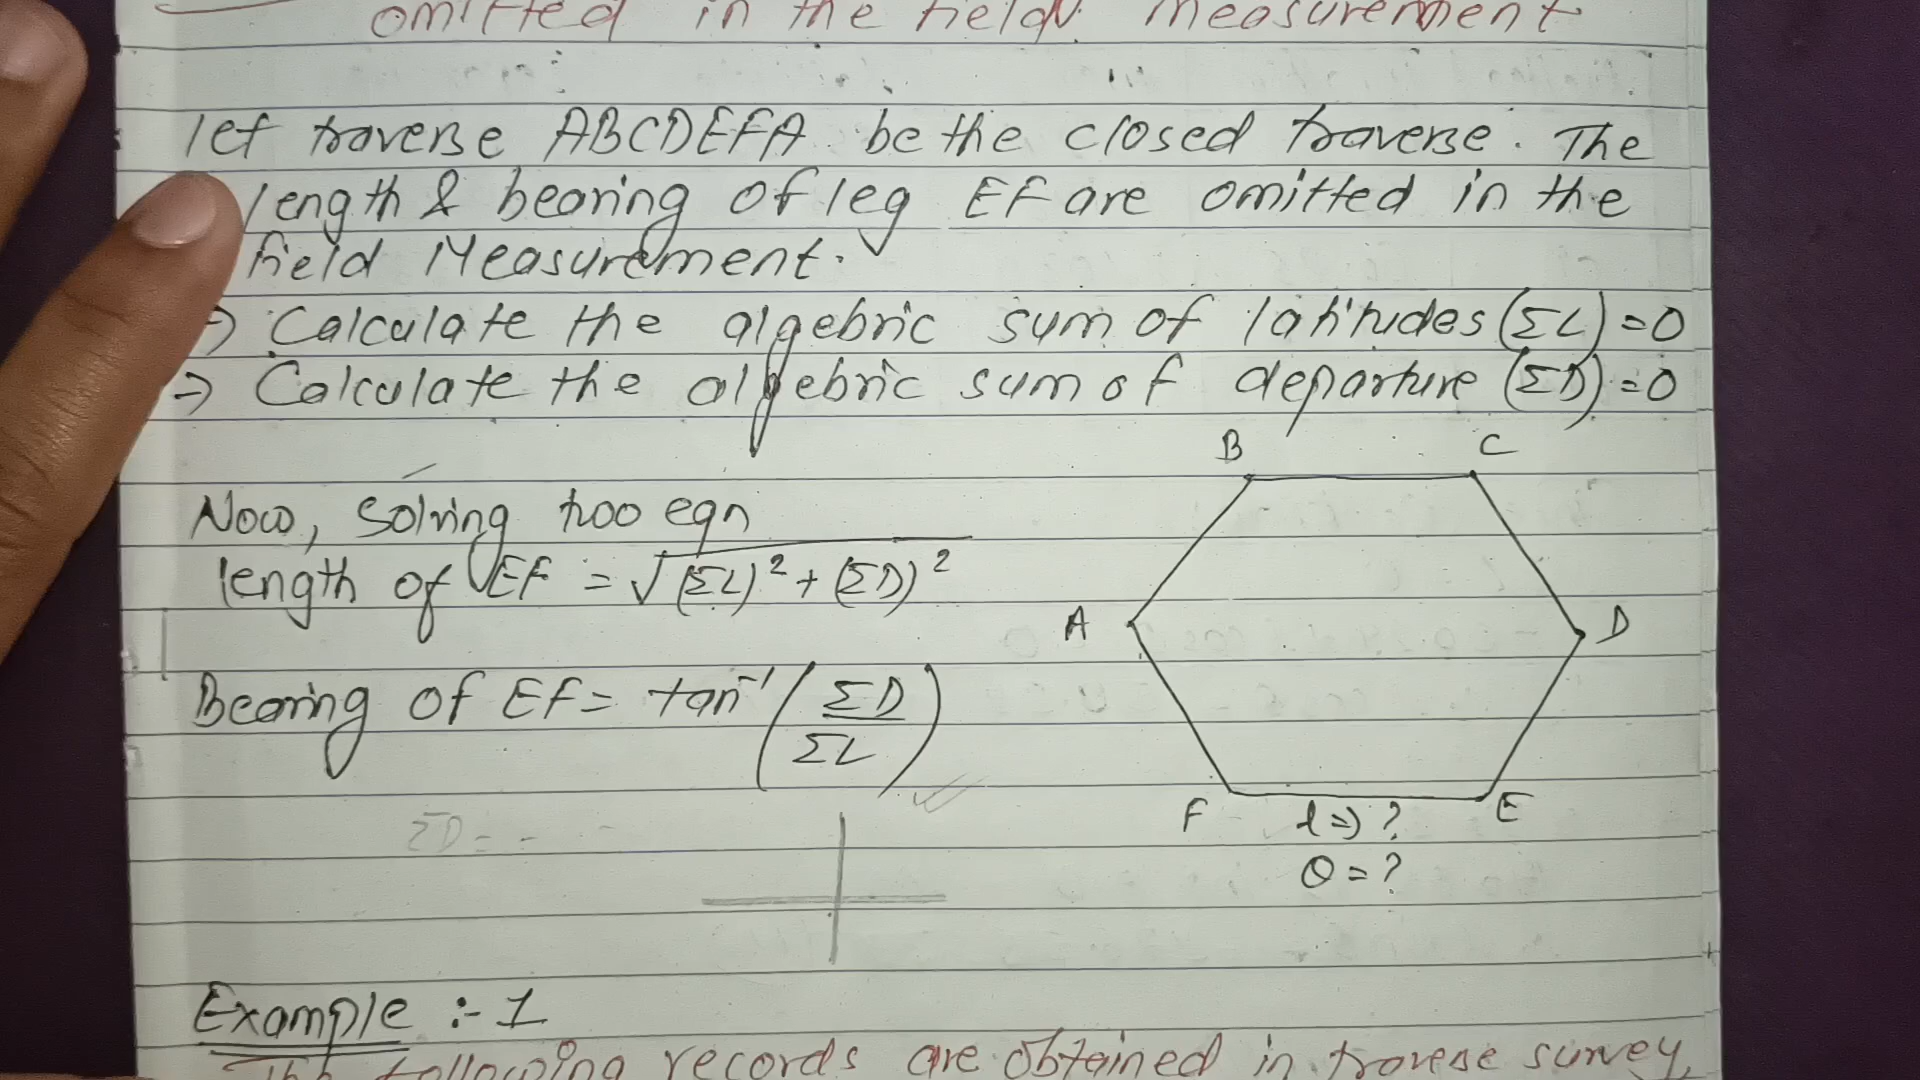 omitted in the field measurement
let traverse ABCDEFA be the closed traverse. The
length & bearing of leg EF are omitted in the
field Measurement.
→ Calculate the algebric sum of latitudes (ΣL) = 0
→ Calculate the algebric sum of departure (ΣD) = 0
B C
Now, solving two eqn
length of EF = √(ΣL)² + (ΣD)²
A D
Bearing of EF = tan⁻¹ (ΣD/ΣL)
F l => ? E
ΣD = - -
θ = ?
Example :- 1
The following records are obtained in traverse survey,